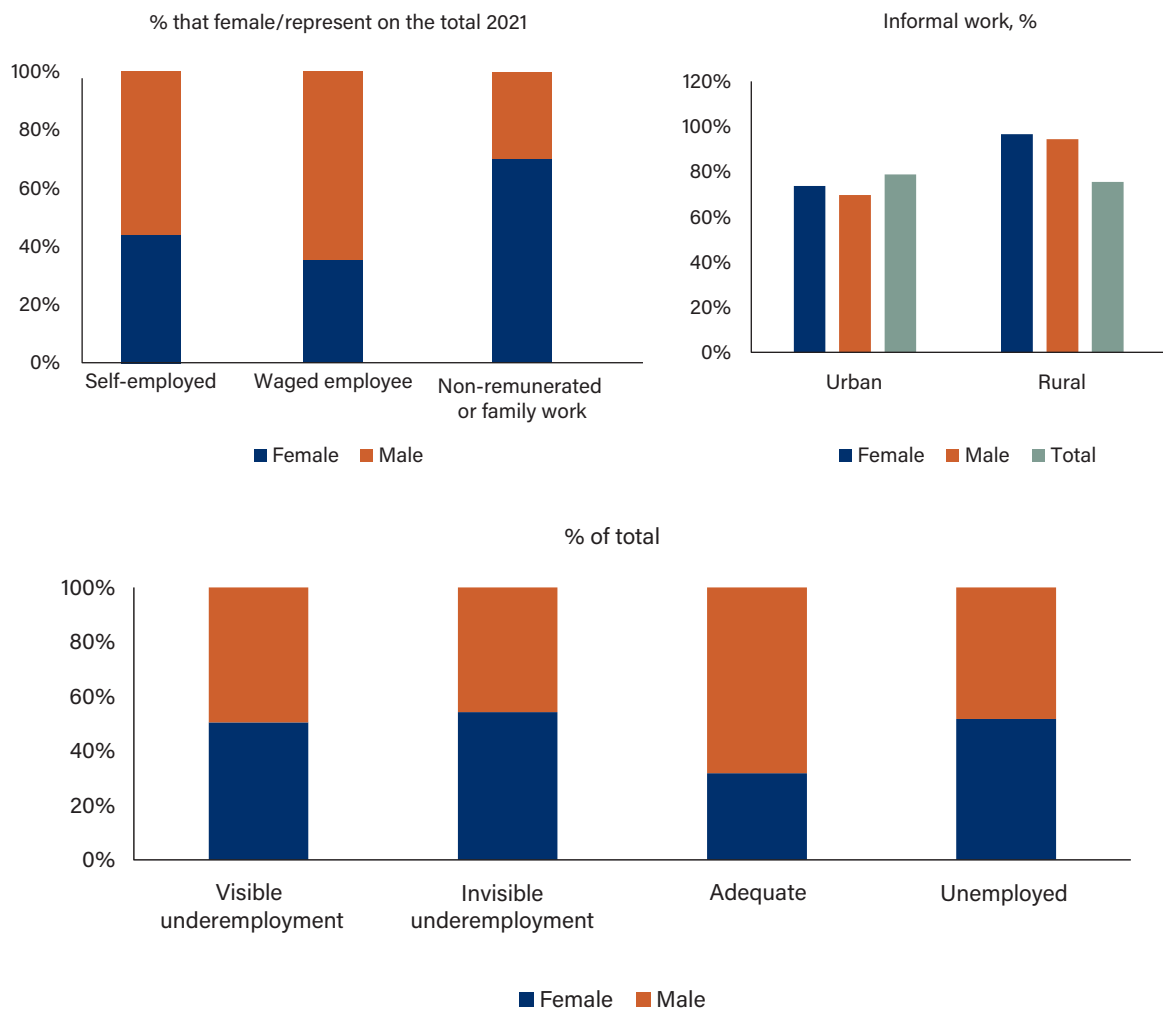 % that female/represent on the total 2021
100%
80%
60%
40%
20%
0%
Self-employed
Waged employee
Non-remunerated
or family work
Female
Male
Informal work, %
120%
100%
80%
60%
40%
20%
0%
Urban
Rural
Female
Male
Total
% of total
100%
80%
60%
40%
20%
0%
Visible
underemployment
Invisible
underemployment
Adequate
Unemployed
Female
Male